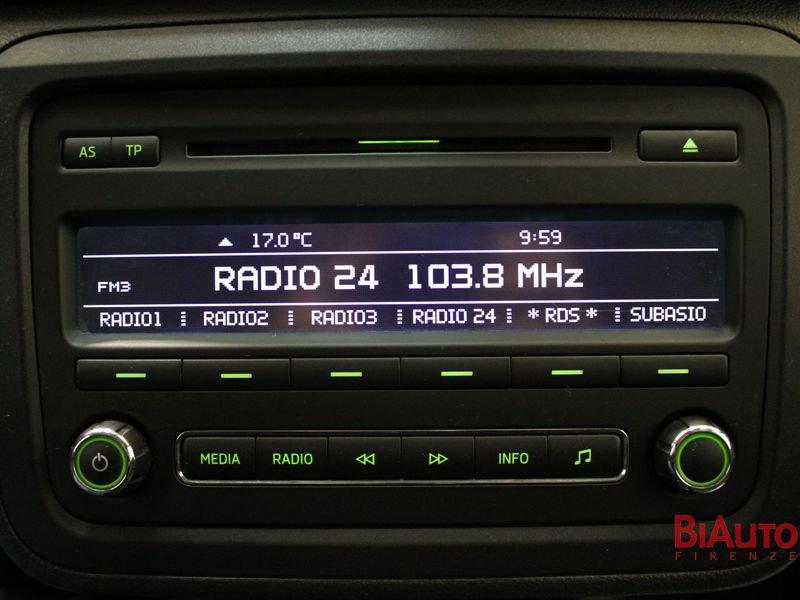 AS TP
17.0 °C 9:59
FM3 RADIO 24 103.8 MHz
RADIO1 RADIO2 RADIO3 RADIO 24 *RDS* SUBASIO
MEDIA RADIO INFO
BIAUTO
FIRENZE